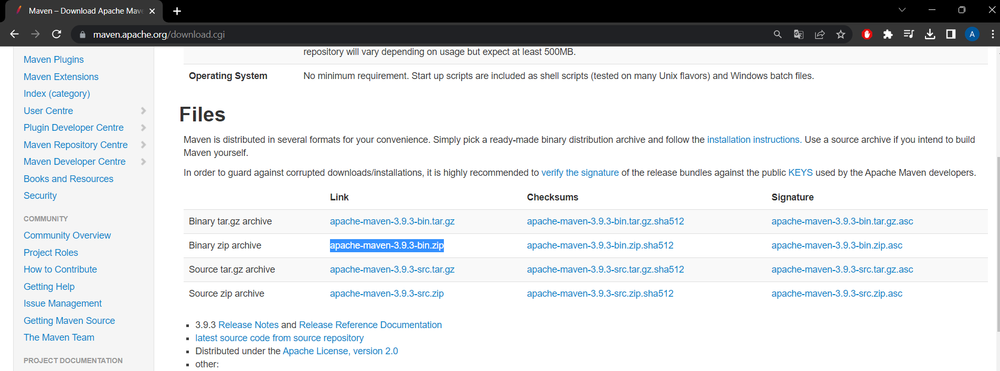 Maven – Download Apache Mav
maven.apache.org/download.cgi
A
Maven Plugins
Maven Extensions
Index (category)
User Centre
Plugin Developer Centre
Maven Repository Centre
Maven Developer Centre
Books and Resources
Security
COMMUNITY
Community Overview
Project Roles
How to Contribute
Getting Help
Issue Management
Getting Maven Source
The Maven Team
PROJECT DOCUMENTATION
repository will vary depending on usage but expect at least 500MB.
Operating System No minimum requirement. Start up scripts are included as shell scripts (tested on many Unix flavors) and Windows batch files.
Files
Maven is distributed in several formats for your convenience. Simply pick a ready-made binary distribution archive and follow the installation instructions. Use a source archive if you intend to build
Maven yourself.
In order to guard against corrupted downloads/installations, it is highly recommended to verify the signature of the release bundles against the public KEYS used by the Apache Maven developers.
Link Checksums Signature
Binary tar.gz archive apache-maven-3.9.3-bin.tar.gz apache-maven-3.9.3-bin.tar.gz.sha512 apache-maven-3.9.3-bin.tar.gz.asc
Binary zip archive apache-maven-3.9.3-bin.zip apache-maven-3.9.3-bin.zip.sha512 apache-maven-3.9.3-bin.zip.asc
Source tar.gz archive apache-maven-3.9.3-src.tar.gz apache-maven-3.9.3-src.tar.gz.sha512 apache-maven-3.9.3-src.tar.gz.asc
Source zip archive apache-maven-3.9.3-src.zip apache-maven-3.9.3-src.zip.sha512 apache-maven-3.9.3-src.zip.asc
3.9.3 Release Notes and Release Reference Documentation
latest source code from source repository
Distributed under the Apache License, version 2.0
other: